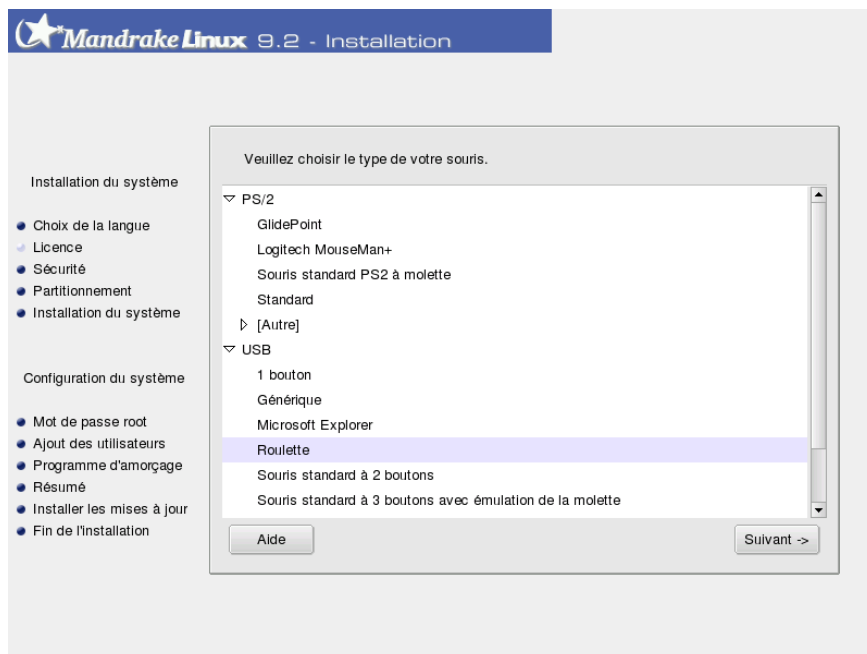 Mandrake Linux 9.2 - Installation
Installation du système
Choix de la langue
Licence
Sécurité
Partitionnement
Installation du système
Configuration du système
Mot de passe root
Ajout des utilisateurs
Programme d'amorçage
Résumé
Installer les mises à jour
Fin de l'installation
Veuillez choisir le type de votre souris.
PS/2
GlidePoint
Logitech MouseMan+
Souris standard PS2 à molette
Standard
[Autre]
USB
1 bouton
Générique
Microsoft Explorer
Roulette
Souris standard à 2 boutons
Souris standard à 3 boutons avec émulation de la molette
Aide
Suivant ->